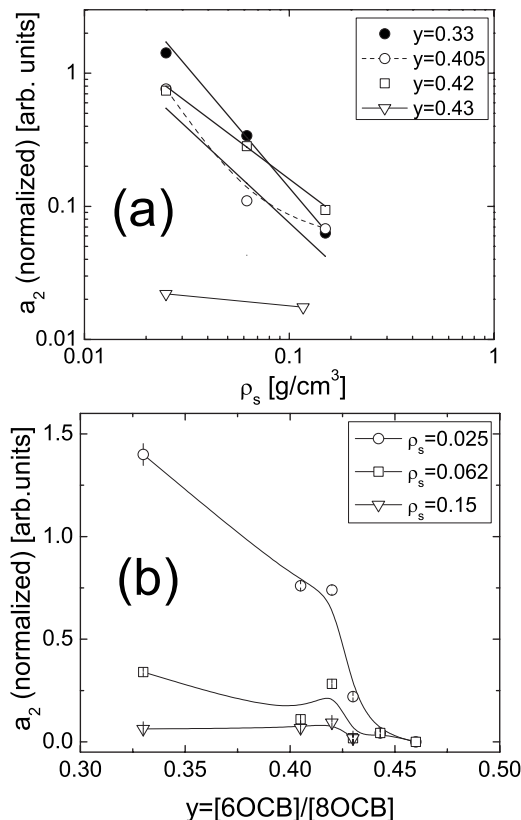 y=0.33
y=0.405
y=0.42
y=0.43
1
0.1
0.01
a₂ (normalized) [arb. units]
(a)
0.01 0.1 1
ρₛ [g/cm³]
ρₛ=0.025
ρₛ=0.062
ρₛ=0.15
1.5
1.0
0.5
0.0
a₂ (normalized) [arb.units]
(b)
0.30 0.35 0.40 0.45 0.50
y=[6OCB]/[8OCB]